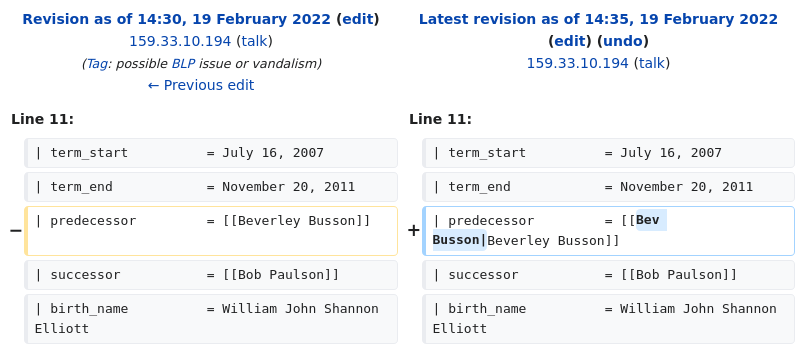 Revision as of 14:30, 19 February 2022 (edit)
159.33.10.194 (talk)
(Tag: possible BLP issue or vandalism)
← Previous edit
Latest revision as of 14:35, 19 February 2022
(edit) (undo)
159.33.10.194 (talk)
Line 11:
Line 11:
| term_start = July 16, 2007
| term_start = July 16, 2007
| term_end = November 20, 2011
| term_end = November 20, 2011
− | predecessor = [[Beverley Busson]]
+ | predecessor = [[Bev
Busson|Beverley Busson]]
| successor = [[Bob Paulson]]
| successor = [[Bob Paulson]]
| birth_name = William John Shannon
Elliott
| birth_name = William John Shannon
Elliott